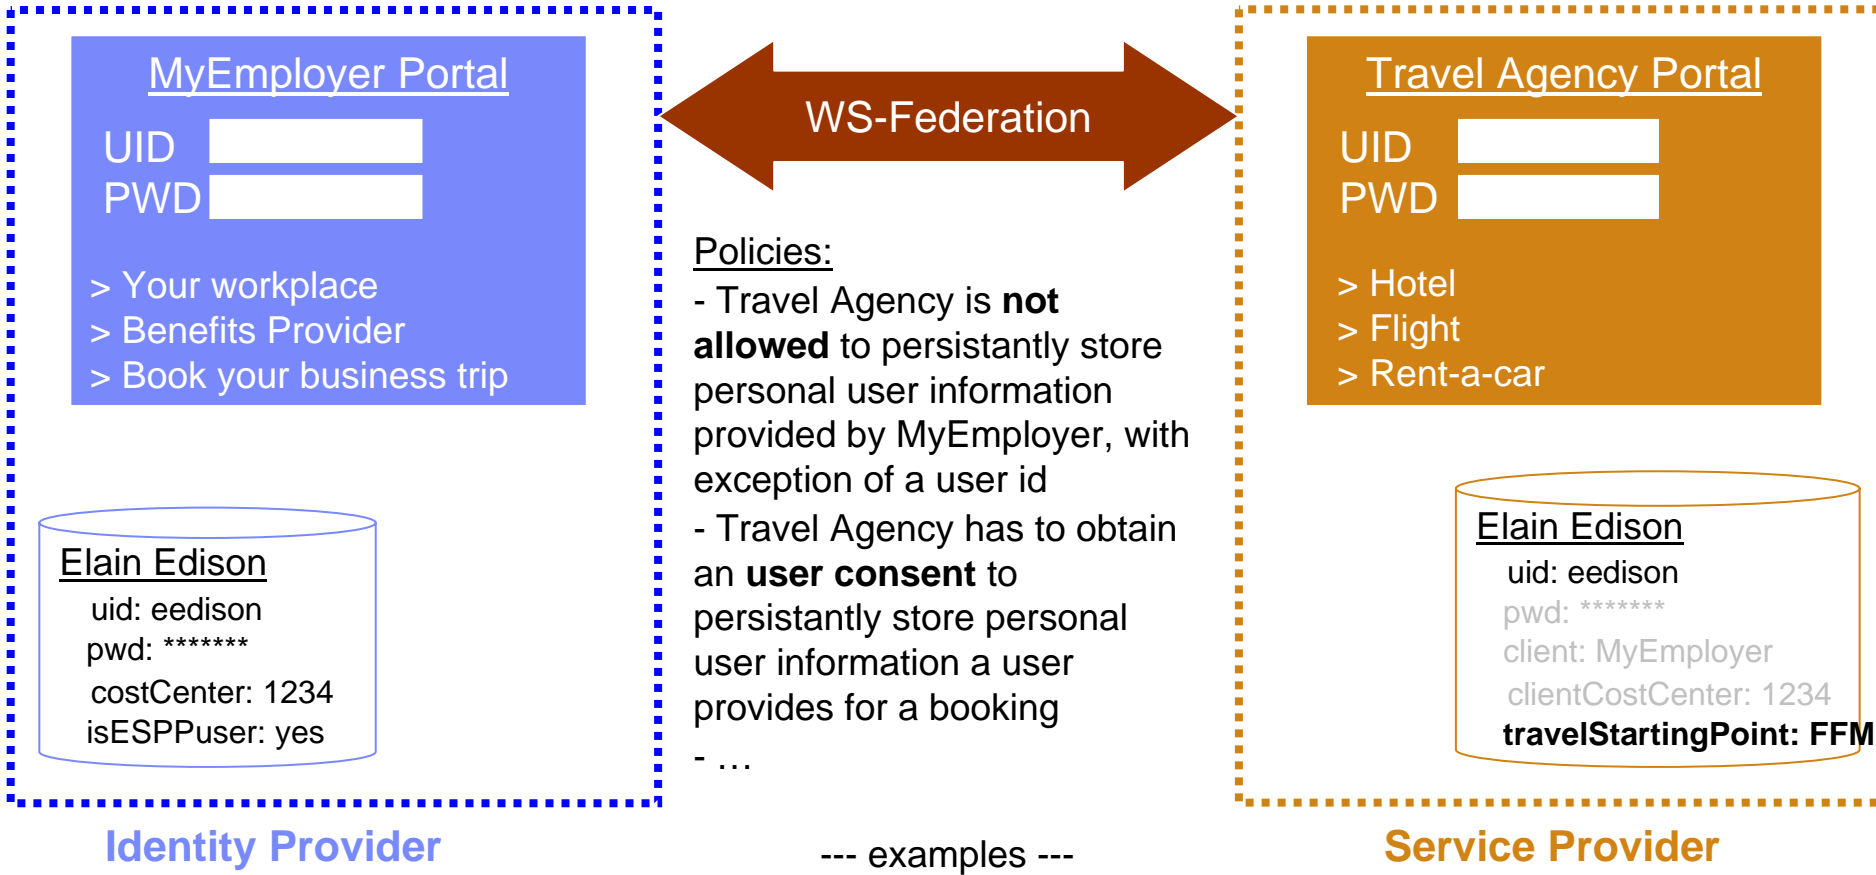 MyEmployer Portal
UID
PWD
> Your workplace
> Benefits Provider
> Book your business trip
Elain Edison
uid: eedison
pwd: *******
costCenter: 1234
isESPPuser: yes
Identity Provider
WS-Federation
Policies:
- Travel Agency is not
allowed to persistantly store
personal user information
provided by MyEmployer, with
exception of a user id
- Travel Agency has to obtain
an user consent to
persistantly store personal
user information a user
provides for a booking
- …
--- examples ---
Travel Agency Portal
UID
PWD
> Hotel
> Flight
> Rent-a-car
Elain Edison
uid: eedison
pwd: *******
client: MyEmployer
clientCostCenter: 1234
travelStartingPoint: FFM
Service Provider